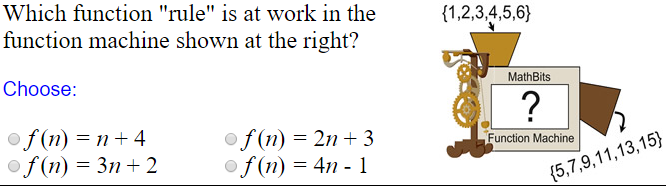 Which function "rule" is at work in the
function machine shown at the right?
Choose:
f (n) = n + 4
f (n) = 2n + 3
f (n) = 3n + 2
f (n) = 4n - 1
{1,2,3,4,5,6}
MathBits
?
Function Machine
{5,7,9,11,13,15}